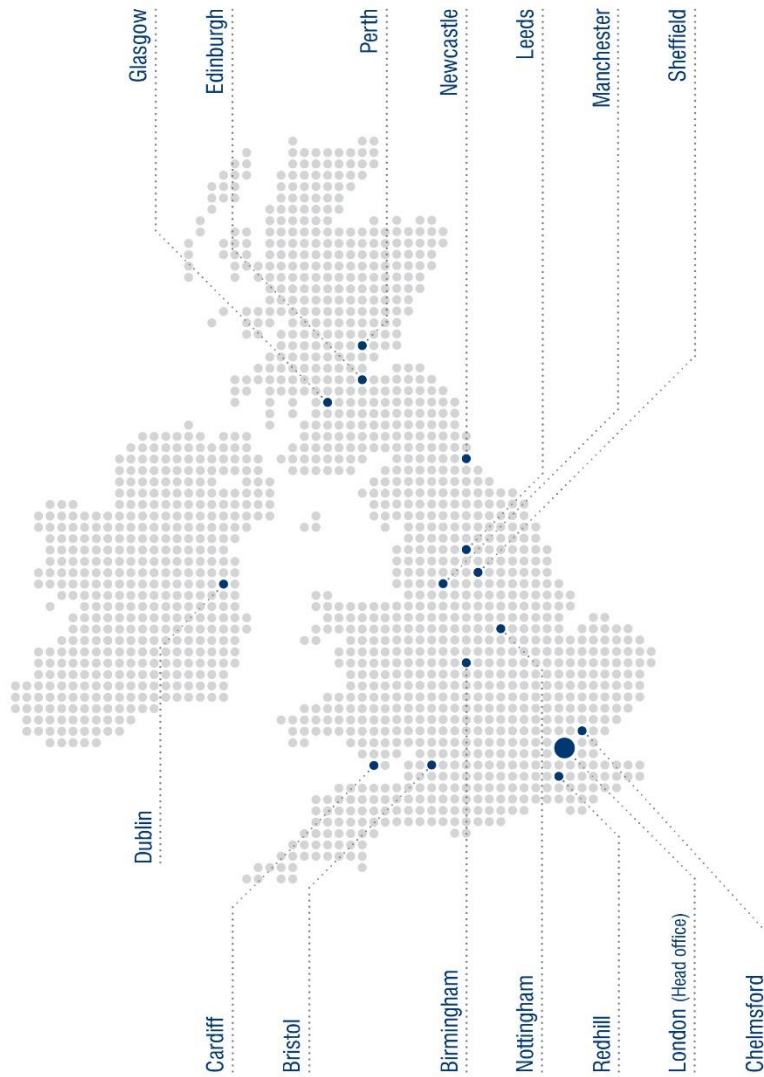 Glasgow
Edinburgh
Perth
Newcastle
Leeds
Manchester
Sheffield
Dublin
Cardiff
Bristol
Birmingham
Nottingham
Redhill
London (Head office)
Chelmsford